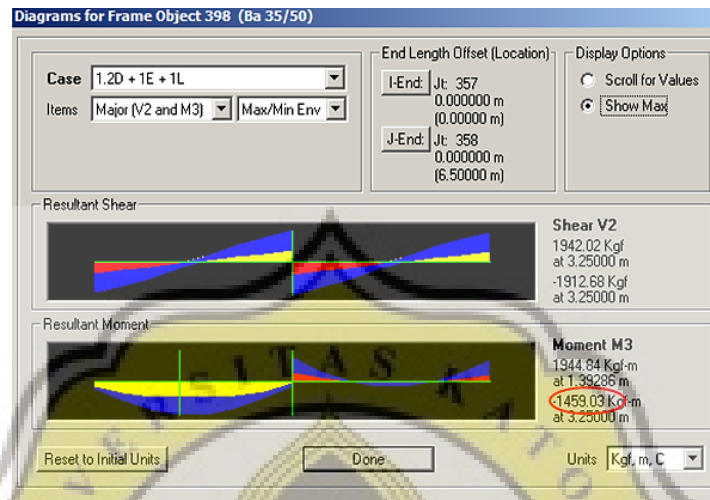 Diagrams for Frame Object 398 (Ba 35/50)
Case 1.2D + 1E + 1L
Items Major (V2 and M3) Max/Min Env
End Length Offset (Location)
I-End: Jt: 357
0.000000 m
(0.00000 m)
J-End: Jt: 358
0.000000 m
(6.50000 m)
Display Options
Scroll for Values
Show Max
Resultant Shear
Shear V2
1942.02 Kgf
at 3.25000 m
-1912.68 Kgf
at 3.25000 m
Resultant Moment
Moment M3
1944.84 Kgf-m
at 1.39286 m
-1459.03 Kgf-m
at 3.25000 m
VERSITAS KATO
Reset to Initial Units
Done
Units Kgf, m, C